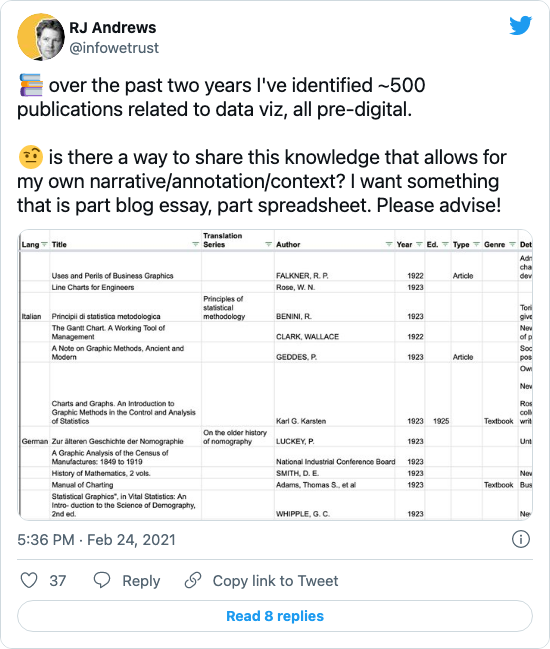 RJ Andrews
@infowetrust
📚 over the past two years I've identified ~500
publications related to data viz, all pre-digital.
🤨 is there a way to share this knowledge that allows for
my own narrative/annotation/context? I want something
that is part blog essay, part spreadsheet. Please advise!
Lang Title Translation Series Author Year Ed. Type Genre Det
Adn
cha
Uses and Perils of Business Graphics FALKNER, R. P. 1922 Article dev
Line Charts for Engineers Rose, W. N. 1923
Principles of
statistical Tori
Italian Principii di statistica metodologica methodology BENINI, R. 1923 give
The Gantt Chart. A Working Tool of New
Management CLARK, WALLACE 1922 of p
A Note on Graphic Methods, Ancient and Soc
Modern GEDDES, P. 1923 Article pos
Ow
New
Charts and Graphs. An Introduction to Ros
Graphic Methods in the Control and Analysis coll
of Statistics Karl G. Karsten 1923 1925 Textbook writ
On the older history
German Zur älteren Geschichte der Nomographie of nomography LUCKEY, P. 1923 Unt
A Graphic Analysis of the Census of
Manufactures: 1849 to 1919 National Industrial Conference Board 1923
History of Mathematics, 2 vols. SMITH, D. E. 1923 New
Manual of Charting Adams, Thomas S., et al 1923 Textbook Bus
Statistical Graphics", in Vital Statistics: An
Intro- duction to the Science of Demography,
2nd ed. WHIPPLE, G. C. 1923 Nev
5:36 PM · Feb 24, 2021
37 Reply Copy link to Tweet
Read 8 replies